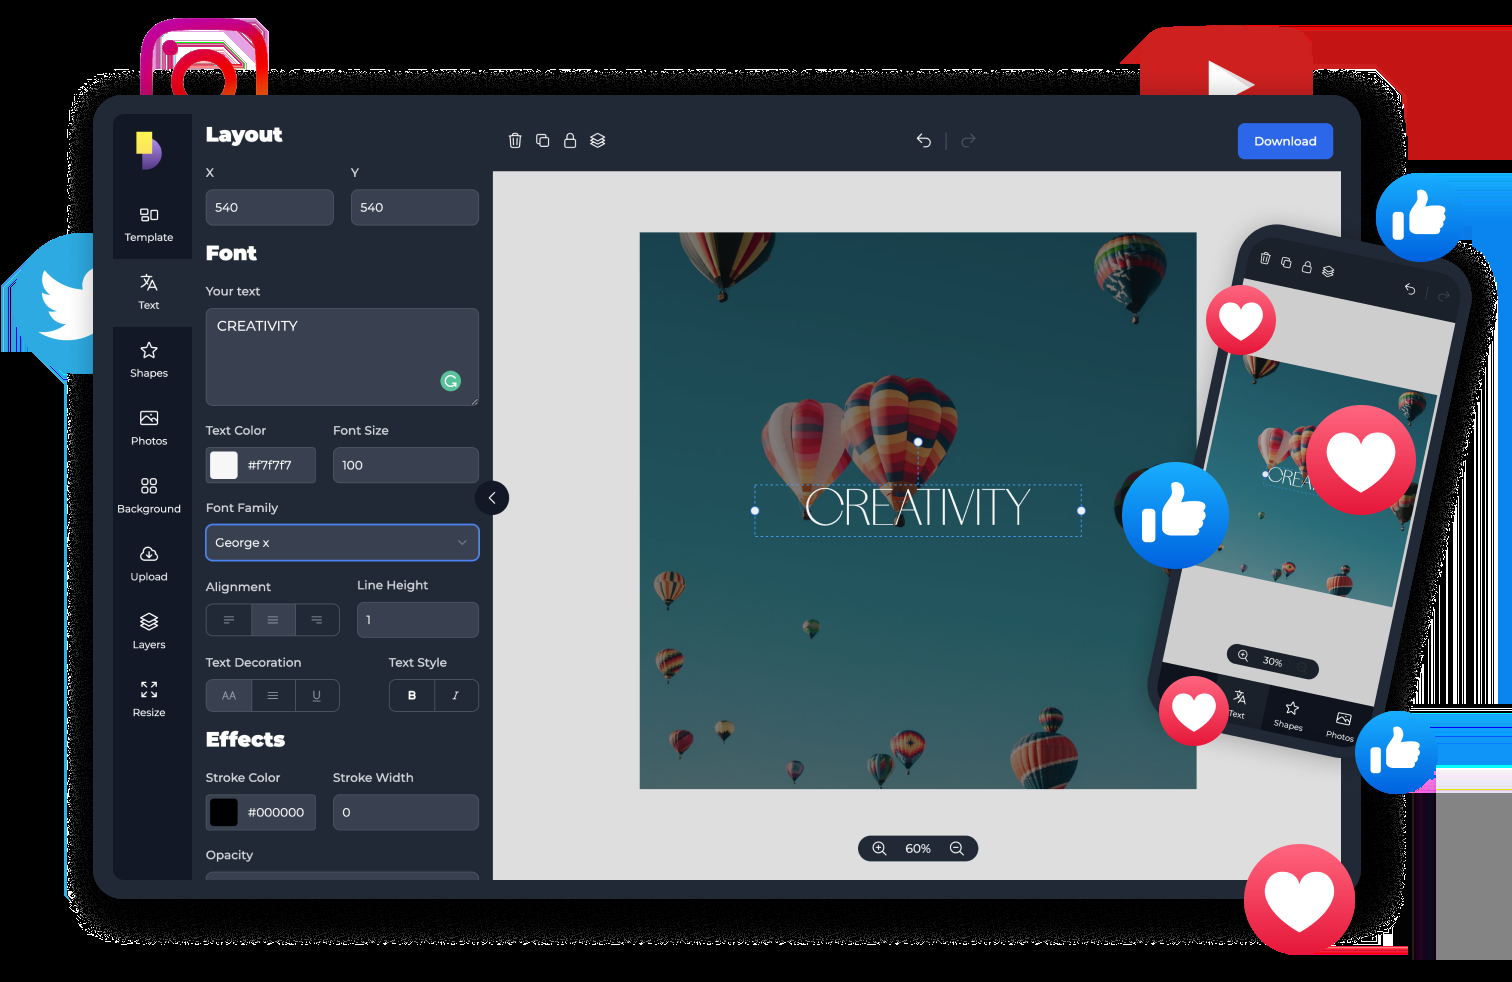 Layout
X
Y
540
540
Font
Your text
CREATIVITY
Text Color
Font Size
#f7f7f7
100
Font Family
George x
Alignment
Line Height
1
Text Decoration
Text Style
AA
U
B
I
Effects
Stroke Color
Stroke Width
#000000
0
Opacity
Template
Text
Shapes
Photos
Background
Upload
Layers
Resize
Download
CREATIVITY
60%
CREA
30%
Text
Shapes
Photos